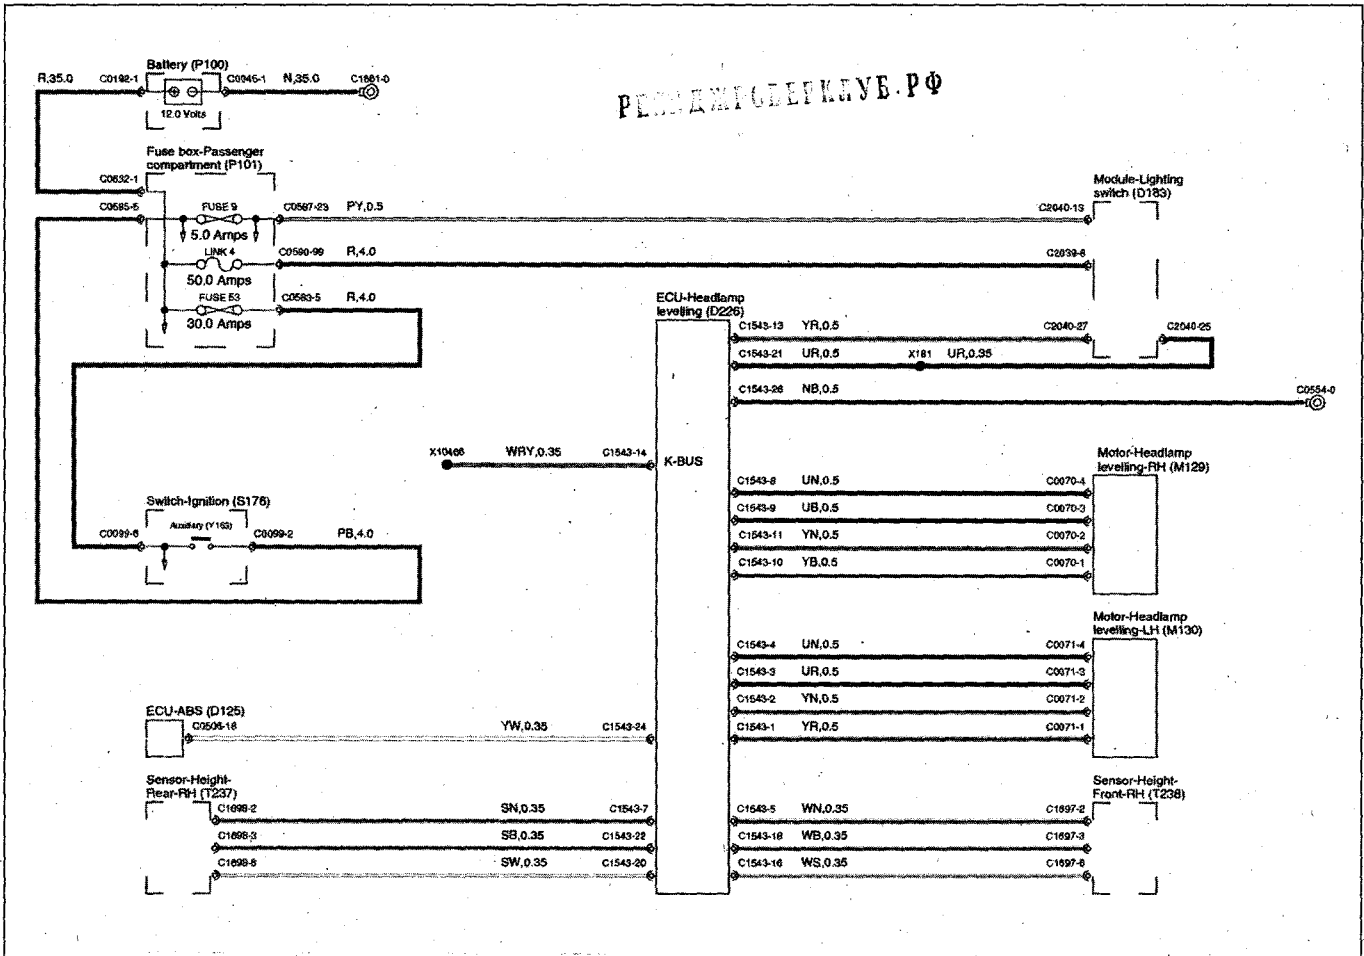 Battery (P100)
R,35.0 C0192-1 C0045-1 N,35.0 C1661-0
12.0 Volts
Fuse box-Passenger
compartment (P101)
C0632-1
C0585-5 FUSE 9 C0587-23 PY,0.5
5.0 Amps
LINK 4 C0590-99 R,4.0
50.0 Amps
FUSE 53 C0583-5 R,4.0
30.0 Amps
Module-Lighting
switch (D183)
C2040-13
C2039-6
ECU-Headlamp
levelling (D226)
C1543-13 YR,0.5 C2040-27 C2040-25
C1543-21 UR,0.5 X181 UR,0.35
C1543-26 NB,0.5 C0554-0
X10466 WRY,0.35 C1543-14
K-BUS
Motor-Headlamp
levelling-RH (M129)
C1543-8 UN,0.5 C0070-4
C1543-9 UB,0.5 C0070-3
C1543-11 YN,0.5 C0070-2
C1543-10 YB,0.5 C0070-1
Switch-Ignition (S176)
Auxiliary (Y163)
C0099-6 C0099-2 PB,4.0
Motor-Headlamp
levelling-LH (M130)
C1543-4 UN,0.5 C0071-4
C1543-3 UR,0.5 C0071-3
C1543-2 YN,0.5 C0071-2
C1543-1 YR,0.5 C0071-1
ECU-ABS (D125)
C0506-18 YW,0.35 C1543-24
Sensor-Height-
Rear-RH (T237)
C1698-2 SN,0.35 C1543-7
C1698-3 SB,0.35 C1543-22
C1698-6 SW,0.35 C1543-20
Sensor-Height-
Front-RH (T238)
C1543-5 WN,0.35 C1697-2
C1543-18 WB,0.35 C1697-3
C1543-16 WS,0.35 C1697-6